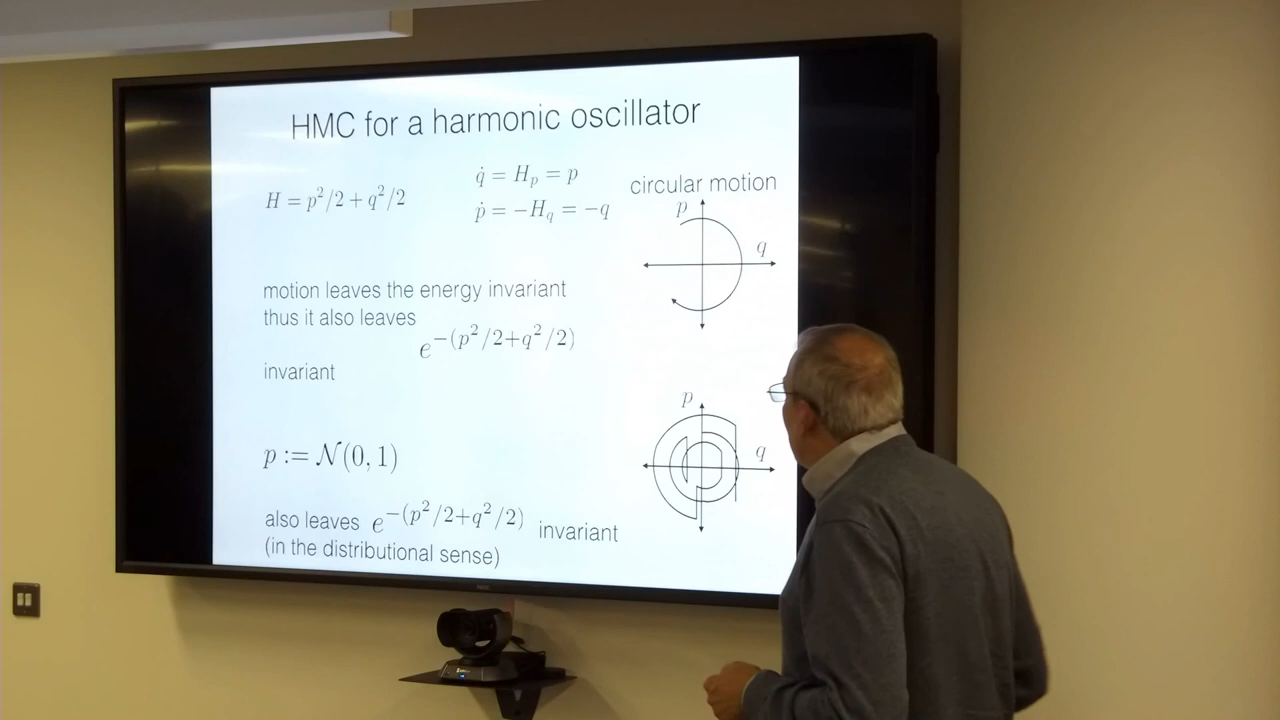 HMC for a harmonic oscillator
H = p²/2 + q²/2
q̇ = H_p = p
ṗ = −H_q = −q
circular motion
p
q
motion leaves the energy invariant
thus it also leaves
e^−(p²/2+q²/2)
invariant
p
q
p := 𝒩(0, 1)
also leaves e^−(p²/2+q²/2) invariant
(in the distributional sense)